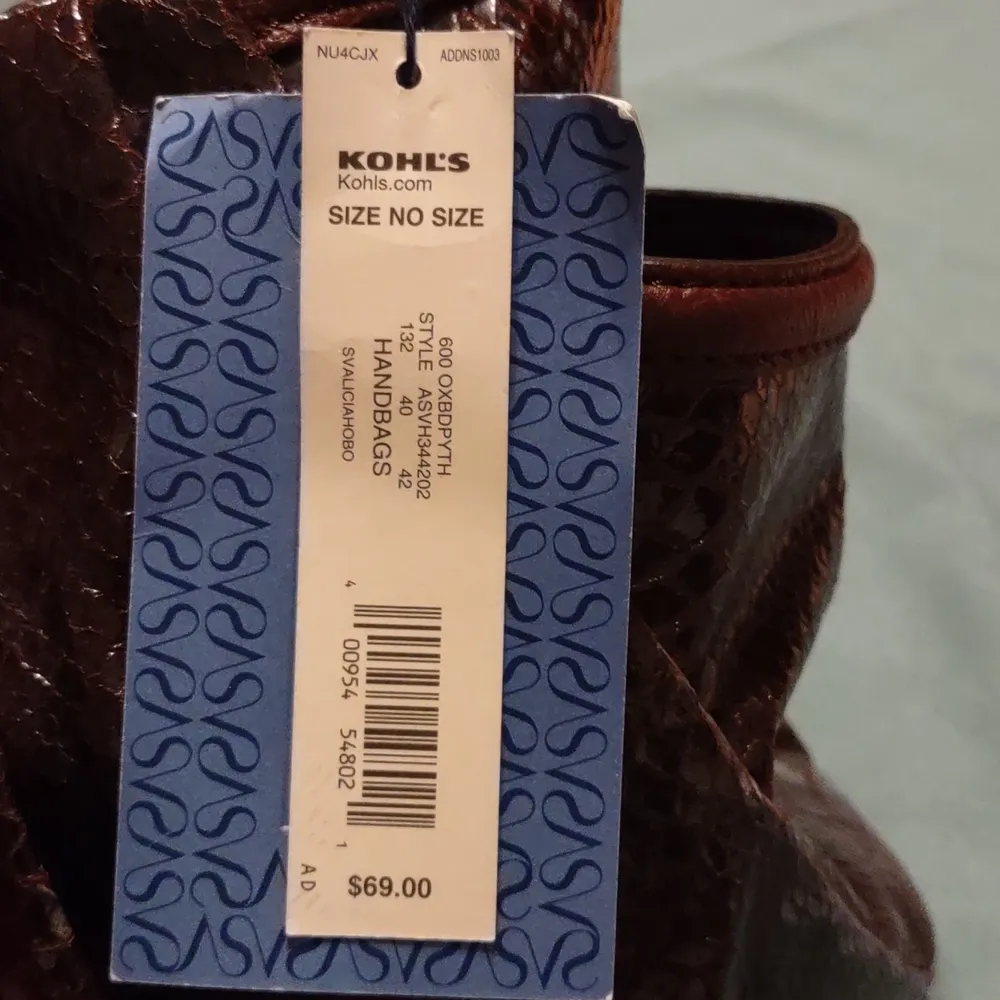 NU4CJX ADDNS1003
KOHL'S
Kohls.com
SIZE NO SIZE
600 OXBDPYTH
STYLE ASVH344202
132 40 42
HANDBAGS
SVALICIAHOBO
4 00954 54802 1
AD
$69.00